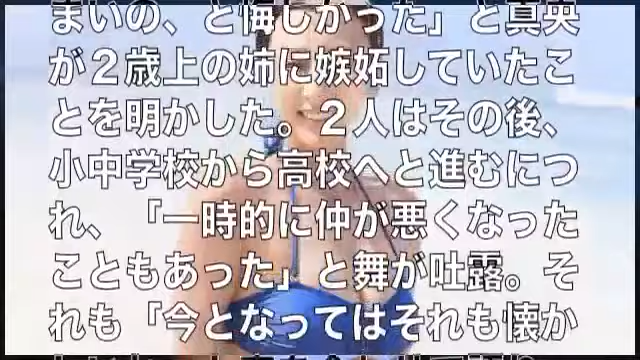 まいの、と悔しかった」と真央
が２歳上の姉に嫉妬していたこ
とを明かした。２人はその後、
小中学校から高校へと進むにつ
れ、「一時的に仲が悪くなった
こともあった」と舞が吐露。そ
れも「今となってはそれも懐か